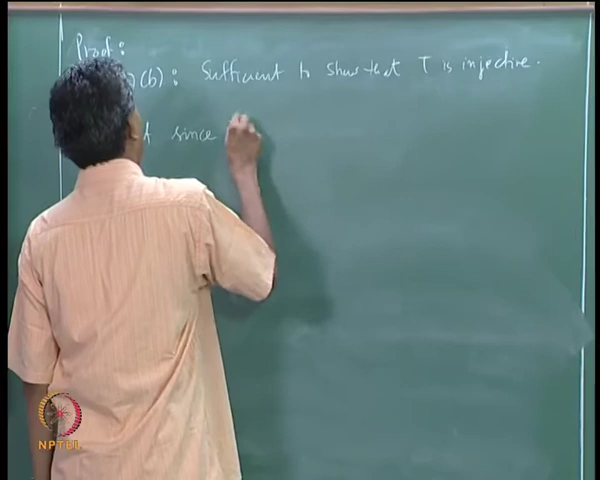 Proof:
(b): Sufficient to show that T is injective.
since
NPTEL